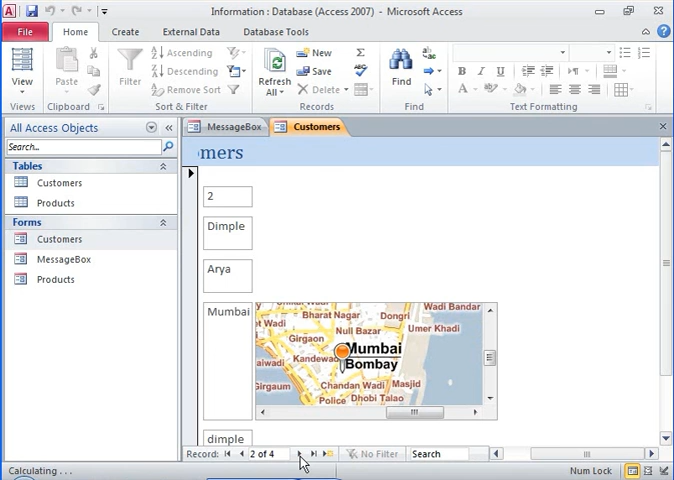 A Information : Database (Access 2007) - Microsoft Access
File Home Create External Data Database Tools
View Paste Filter Ascending Descending Remove Sort Refresh All New Save Delete Σ Find
B I U
A
Views Clipboard Sort & Filter Records Find Text Formatting
All Access Objects
Search...
Tables
Customers
Products
Forms
Customers
MessageBox
Products
MessageBox Customers
mers
2
Dimple
Arya
Mumbai
Wadi Bandar
Bharat Nagar Dongri
Wadi Null Bazar Umer Khadi
Girgaon
Kandewa Mumbai
Bombay
Girgaum Chandan Wadi Masjid
Police Dhobi Talao
dimple
Record: 2 of 4 No Filter Search
Calculating . . . Num Lock